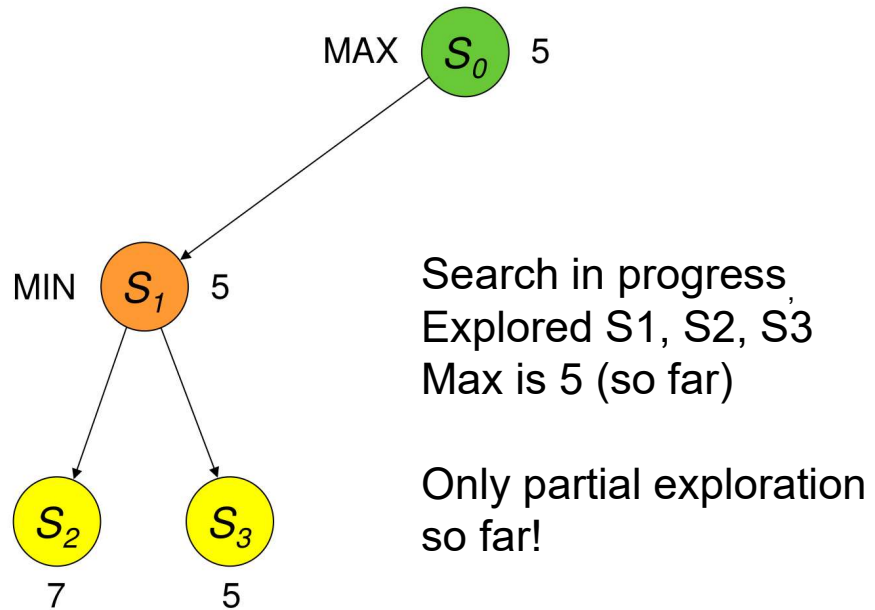 MAX S0 5
MIN S1 5
Search in progress,
Explored S1, S2, S3
Max is 5 (so far)
Only partial exploration
so far!
S2 S3
7 5